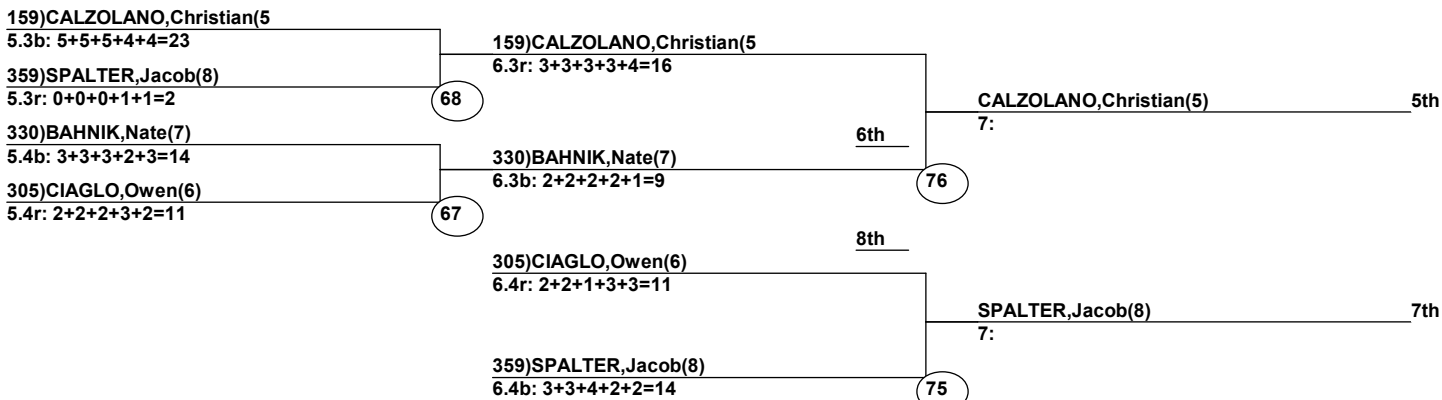 159)CALZOLANO,Christian(5
5.3b: 5+5+5+4+4=23
359)SPALTER,Jacob(8)
5.3r: 0+0+0+1+1=2
68
330)BAHNIK,Nate(7)
5.4b: 3+3+3+2+3=14
305)CIAGLO,Owen(6)
5.4r: 2+2+2+3+2=11
67
159)CALZOLANO,Christian(5
6.3r: 3+3+3+3+4=16
330)BAHNIK,Nate(7)
6.3b: 2+2+2+2+1=9
6th
76
CALZOLANO,Christian(5) 5th
7:
8th
305)CIAGLO,Owen(6)
6.4r: 2+2+1+3+3=11
359)SPALTER,Jacob(8)
6.4b: 3+3+4+2+2=14
75
SPALTER,Jacob(8) 7th
7: